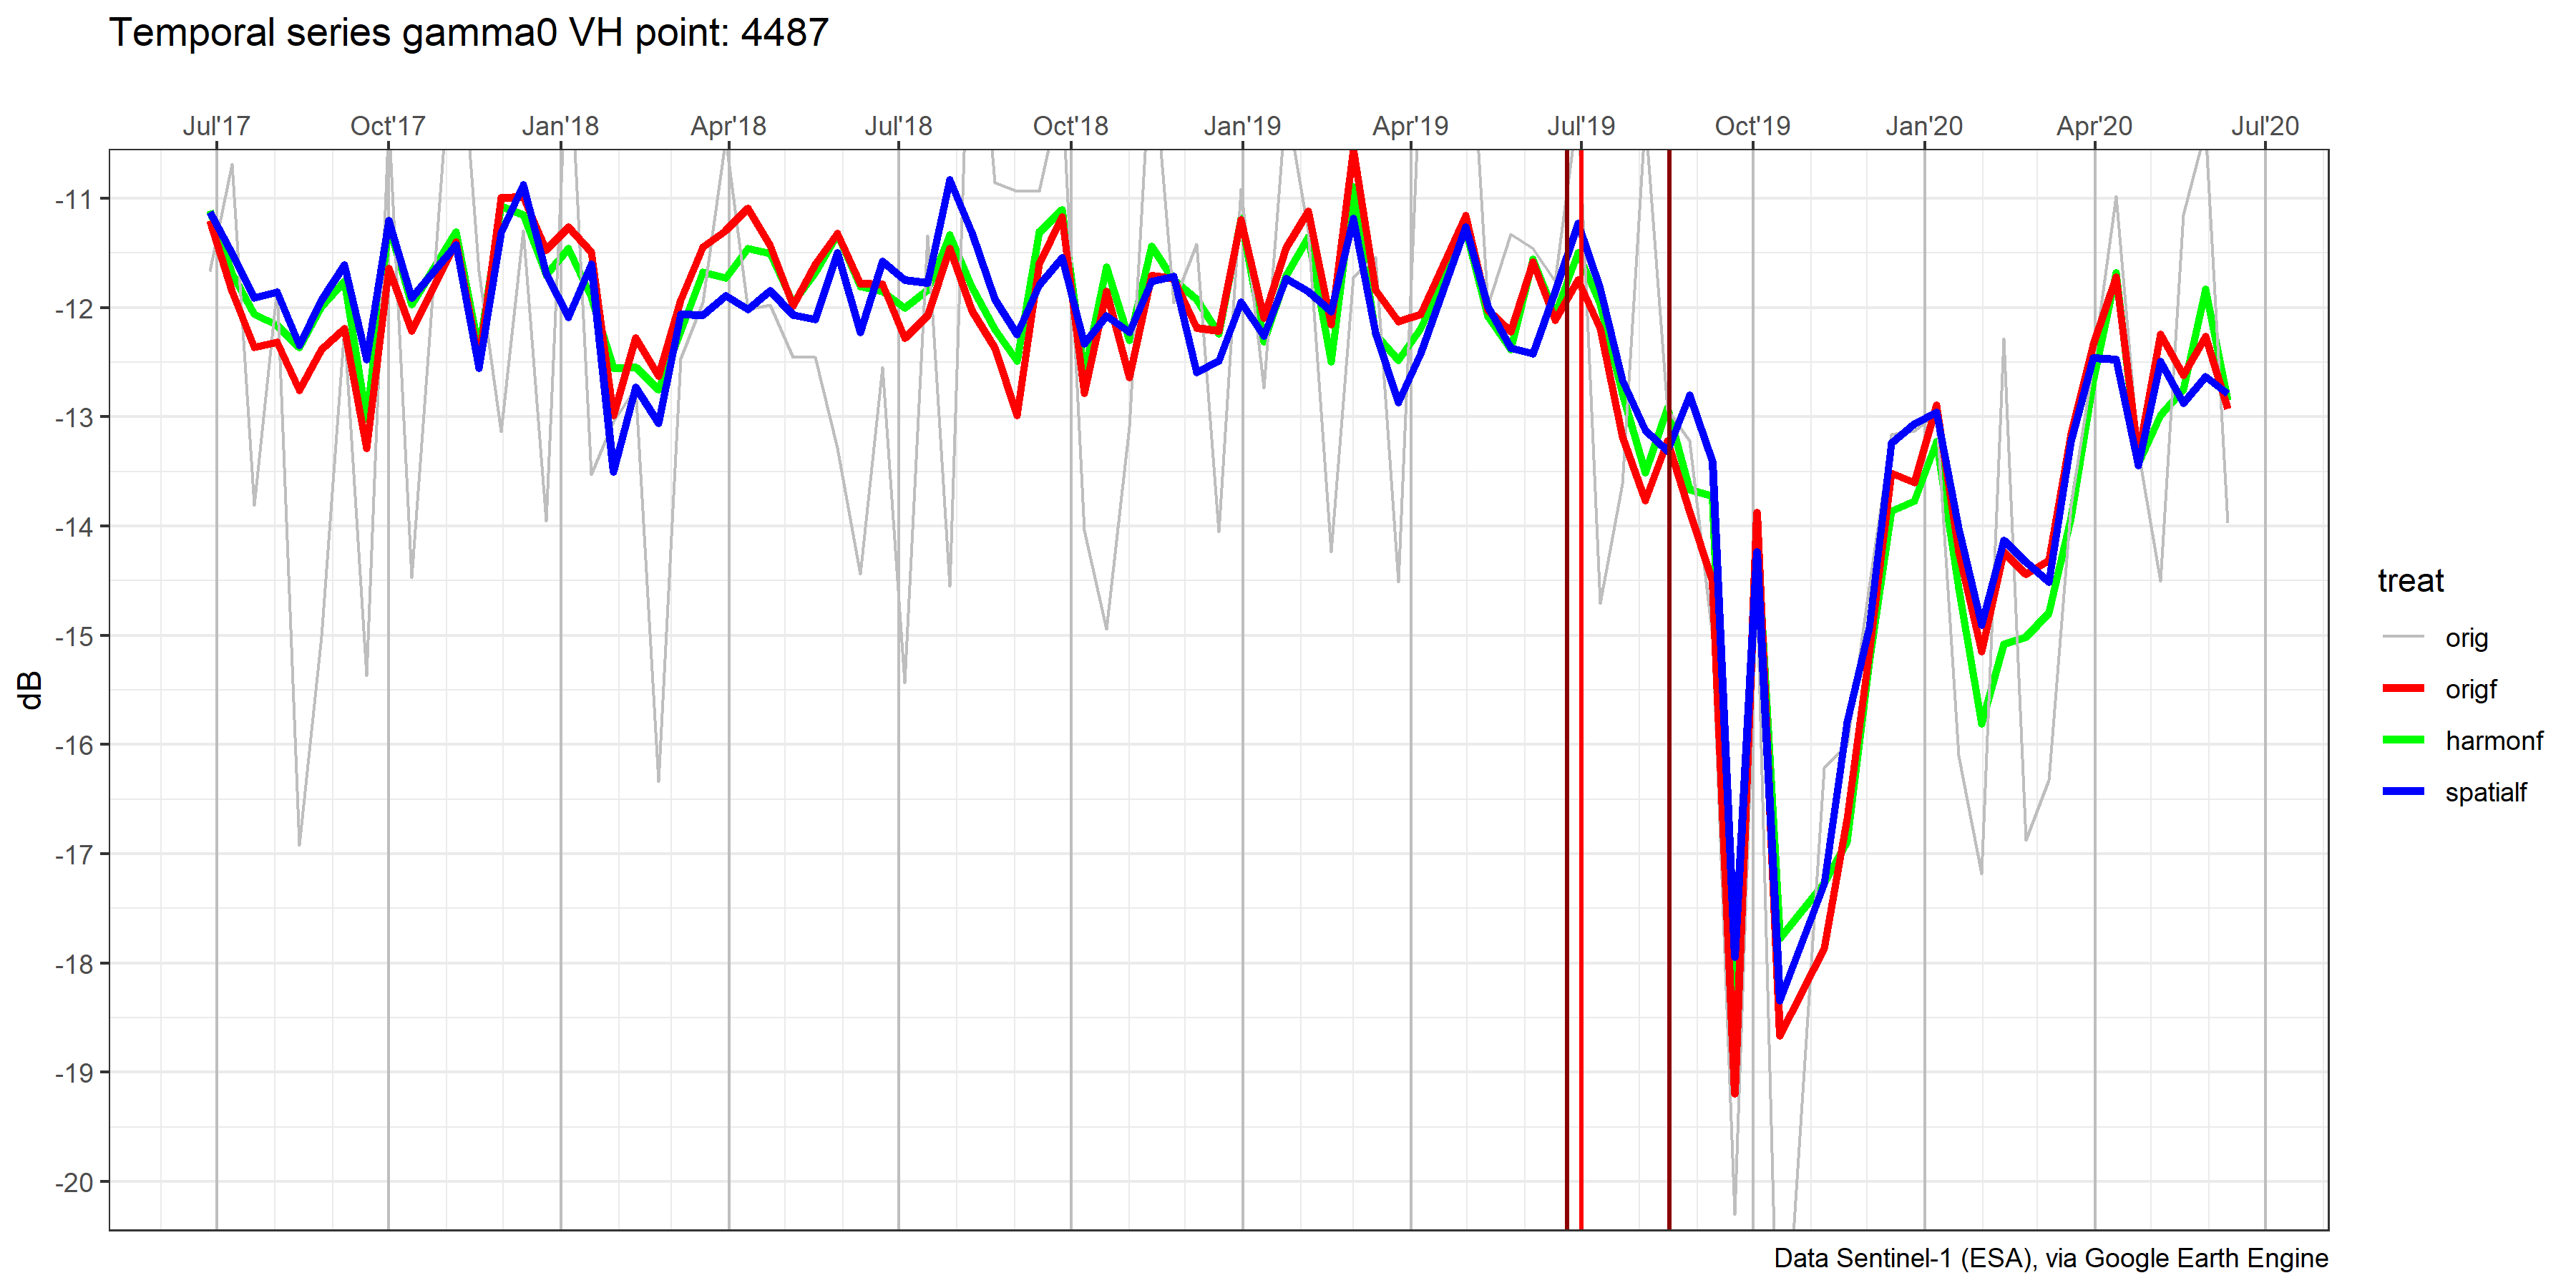 Temporal series gamma0 VH point: 4487
Jul'17 Oct'17 Jan'18 Apr'18 Jul'18 Oct'18 Jan'19 Apr'19 Jul'19 Oct'19 Jan'20 Apr'20 Jul'20
-11
-12
-13
-14
-15
-16
-17
-18
-19
-20
dB
treat
orig
origf
harmonf
spatialf
Data Sentinel-1 (ESA), via Google Earth Engine